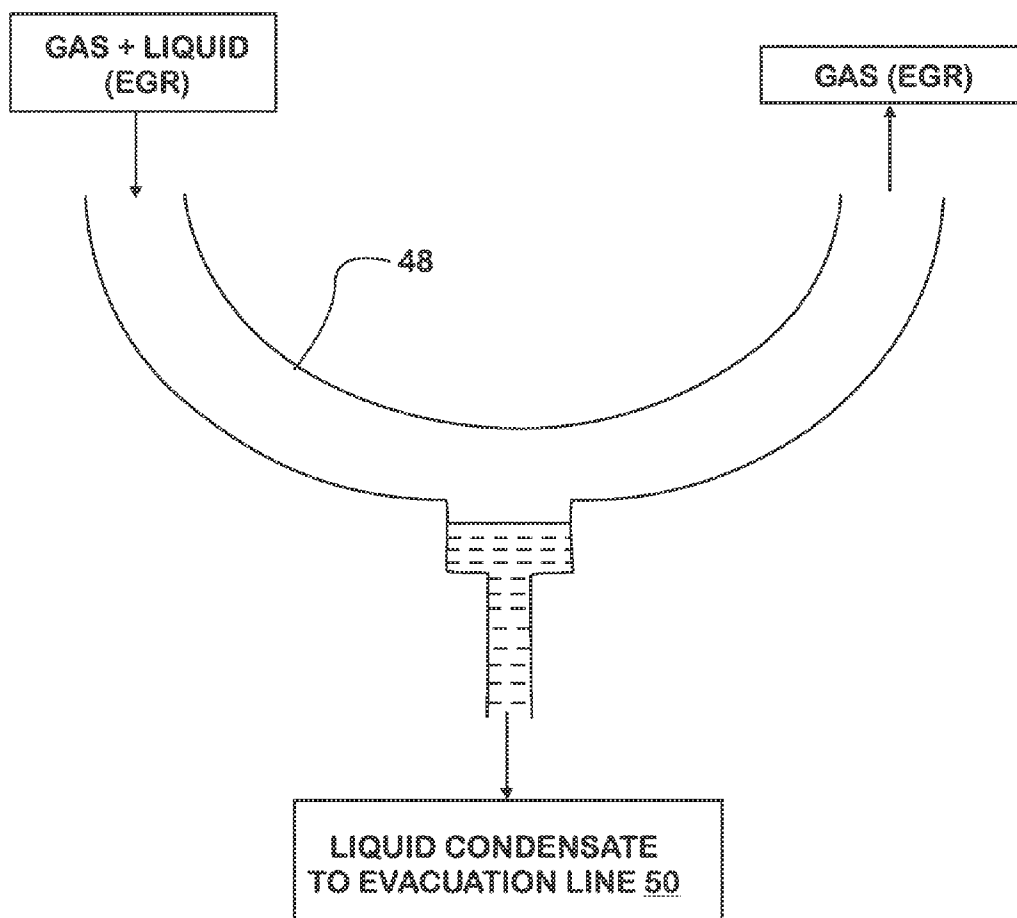 GAS + LIQUID
(EGR)
GAS (EGR)
48
LIQUID CONDENSATE
TO EVACUATION LINE 50